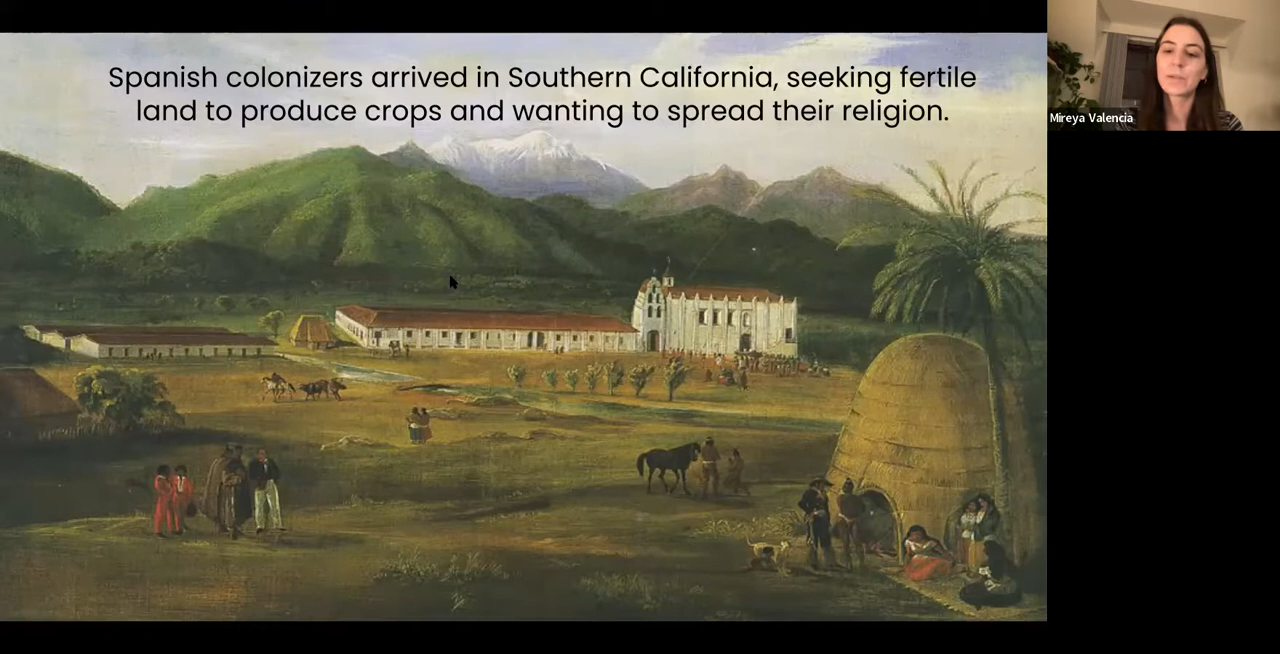 Spanish colonizers arrived in Southern California, seeking fertile
land to produce crops and wanting to spread their religion.
Mireya Valencia